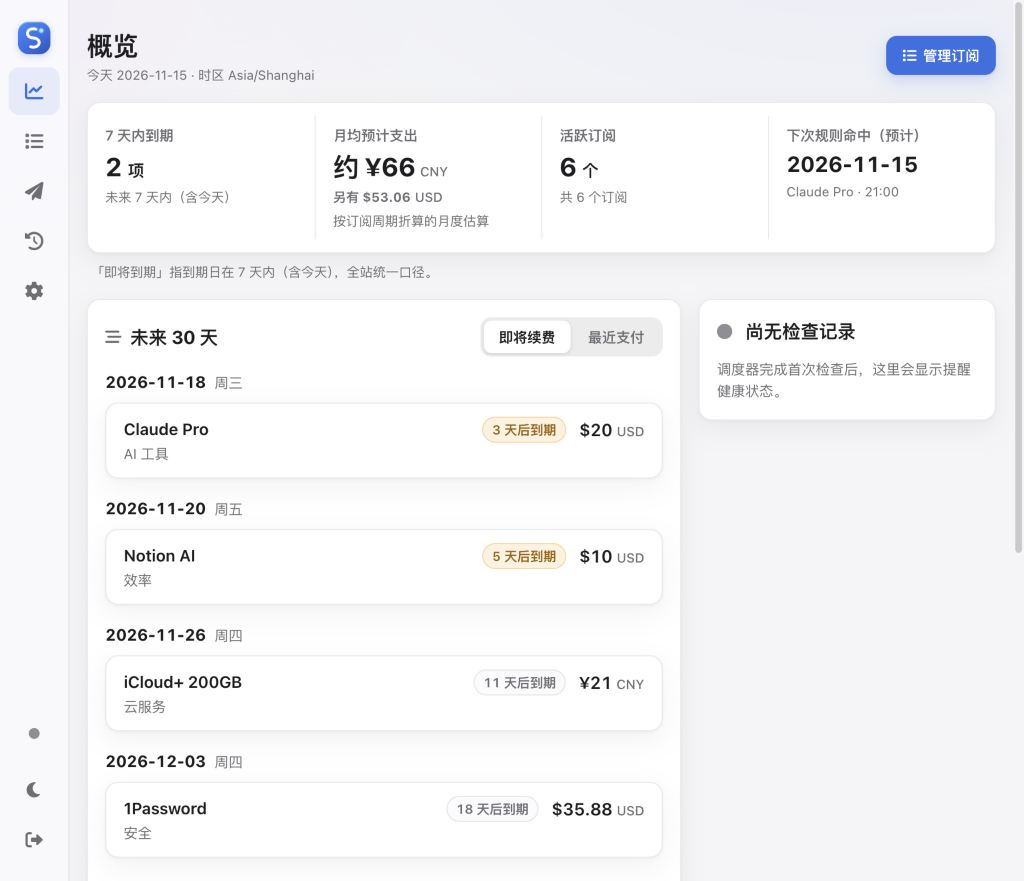 S
概览
今天 2026-11-15 · 时区 Asia/Shanghai
管理订阅
7 天内到期
2 项
未来 7 天内（含今天）
月均预计支出
约 ¥66 CNY
另有 $53.06 USD
按订阅周期折算的月度估算
活跃订阅
6 个
共 6 个订阅
下次规则命中（预计）
2026-11-15
Claude Pro · 21:00
「即将到期」指到期日在 7 天内（含今天），全站统一口径。
未来 30 天
即将续费 最近支付
2026-11-18 周三
Claude Pro 3 天后到期 $20 USD
AI 工具
2026-11-20 周五
Notion AI 5 天后到期 $10 USD
效率
2026-11-26 周四
iCloud+ 200GB 11 天后到期 ¥21 CNY
云服务
2026-12-03 周四
1Password 18 天后到期 $35.88 USD
安全
尚无检查记录
调度器完成首次检查后，这里会显示提醒
健康状态。